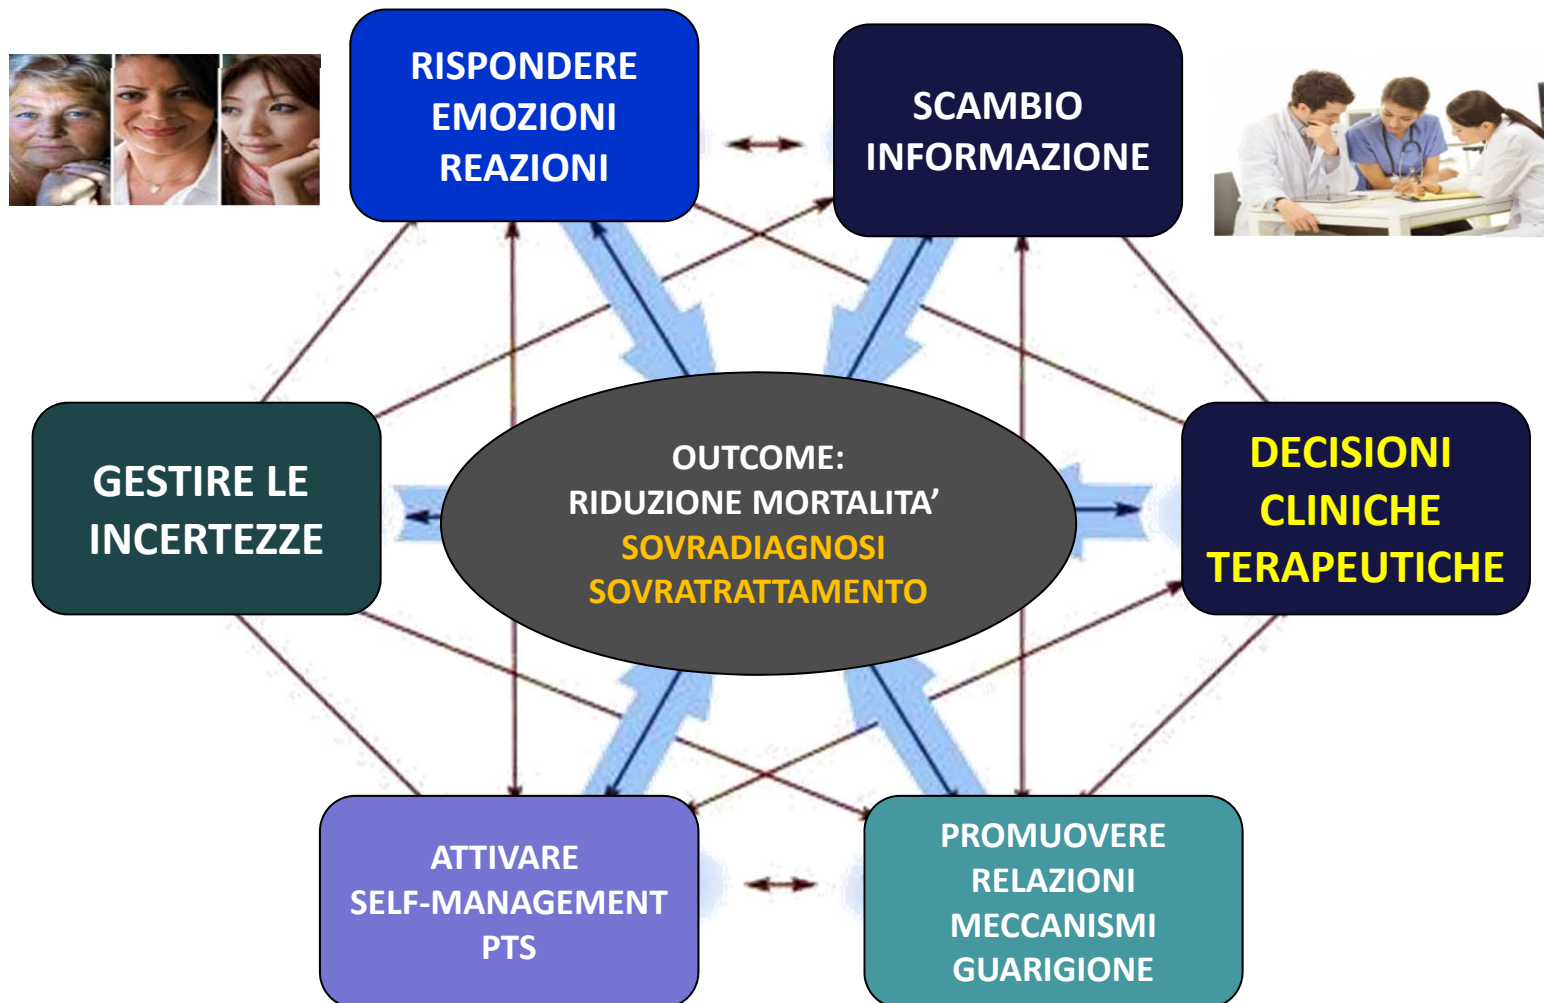 RISPONDERE
EMOZIONI
REAZIONI
SCAMBIO
INFORMAZIONE
GESTIRE LE
INCERTEZZE
OUTCOME:
RIDUZIONE MORTALITA’
SOVRADIAGNOSI
SOVRATRATTAMENTO
DECISIONI
CLINICHE
TERAPEUTICHE
ATTIVARE
SELF-MANAGEMENT
PTS
PROMUOVERE
RELAZIONI
MECCANISMI
GUARIGIONE